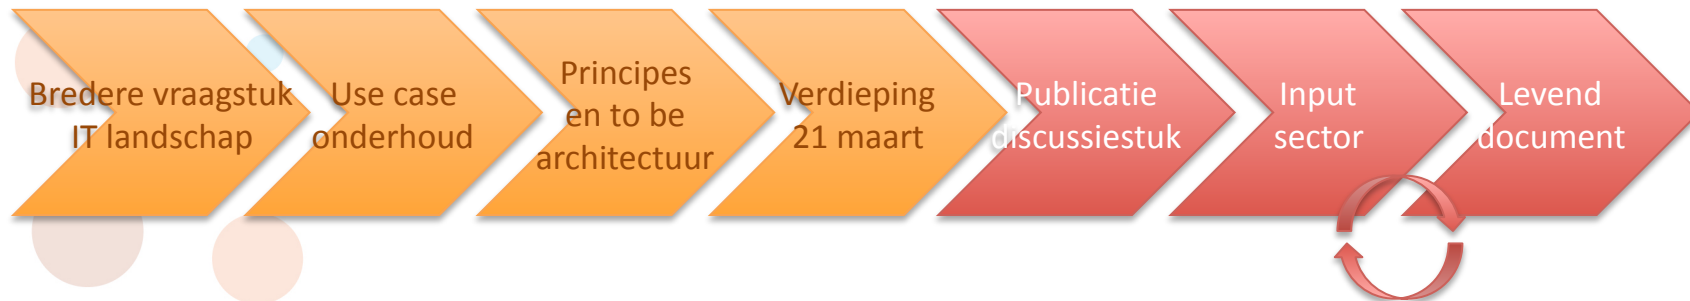 Bredere vraagstuk
IT landschap
Use case
onderhoud
Principes
en to be
architectuur
Verdieping
21 maart
Publicatie
discussiestuk
Input
sector
Levend
document